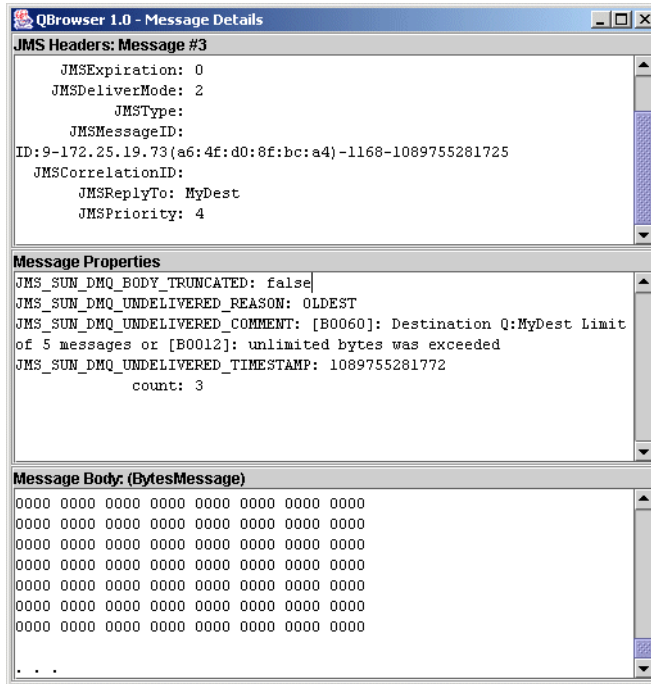 QBrowser 1.0 - Message Details
JMS Headers: Message #3
JMSExpiration: 0
JMSDeliverMode: 2
JMSType:
JMSMessageID:
ID:9-172.25.19.73(a6:4f:d0:8f:bc:a4)-1168-1089755281725
JMSCorrelationID:
JMSReplyTo: MyDest
JMSPriority: 4
Message Properties
JMS_SUN_DMQ_BODY_TRUNCATED: false
JMS_SUN_DMQ_UNDELIVERED_REASON: OLDEST
JMS_SUN_DMQ_UNDELIVERED_COMMENT: [B0060]: Destination Q:MyDest Limit
of 5 messages or [B0012]: unlimited bytes was exceeded
JMS_SUN_DMQ_UNDELIVERED_TIMESTAMP: 1089755281772
count: 3
Message Body: (BytesMessage)
0000 0000 0000 0000 0000 0000 0000 0000
0000 0000 0000 0000 0000 0000 0000 0000
0000 0000 0000 0000 0000 0000 0000 0000
0000 0000 0000 0000 0000 0000 0000 0000
0000 0000 0000 0000 0000 0000 0000 0000
0000 0000 0000 0000 0000 0000 0000 0000
0000 0000 0000 0000 0000 0000 0000 0000
. . .